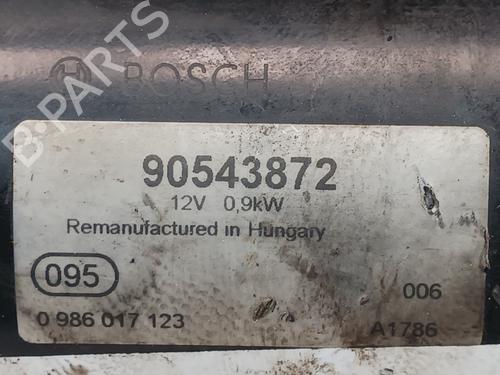 BOSCH
B-PARTS
90543872
12V 0,9kW
Remanufactured in Hungary
095
006
0 986 017 123
A1786